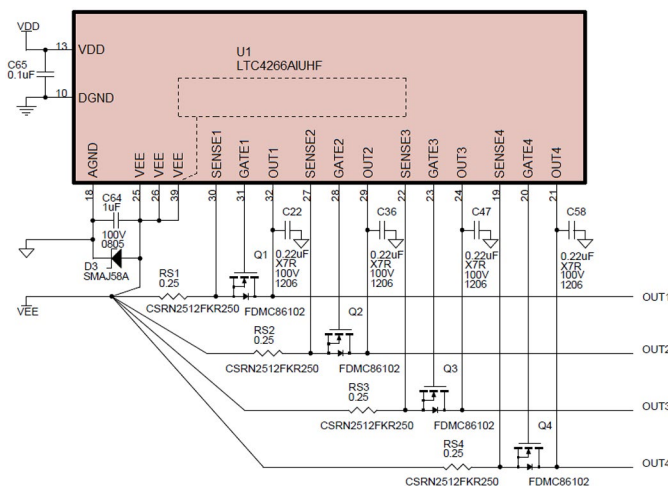 VDD
13
VDD
U1
LTC4266AIUHF
C65
0.1uF
10
DGND
AGND
VEE
VEE
VEE
SENSE1
GATE1
OUT1
SENSE2
GATE2
OUT2
SENSE3
GATE3
OUT3
SENSE4
GATE4
OUT4
18
25
26
39
30
31
32
27
28
29
22
23
24
19
20
21
C64
1uF
100V
0805
C22
0.22uF
X7R
100V
1206
C36
0.22uF
X7R
100V
1206
C47
0.22uF
X7R
100V
1206
C58
0.22uF
X7R
100V
1206
D3
SMAJ58A
Q1
RS1
0.25
VEE
CSRN2512FKR250
FDMC86102
OUT1
Q2
RS2
0.25
CSRN2512FKR250
FDMC86102
OUT2
Q3
RS3
0.25
CSRN2512FKR250
FDMC86102
OUT3
Q4
RS4
0.25
CSRN2512FKR250
FDMC86102
OUT4